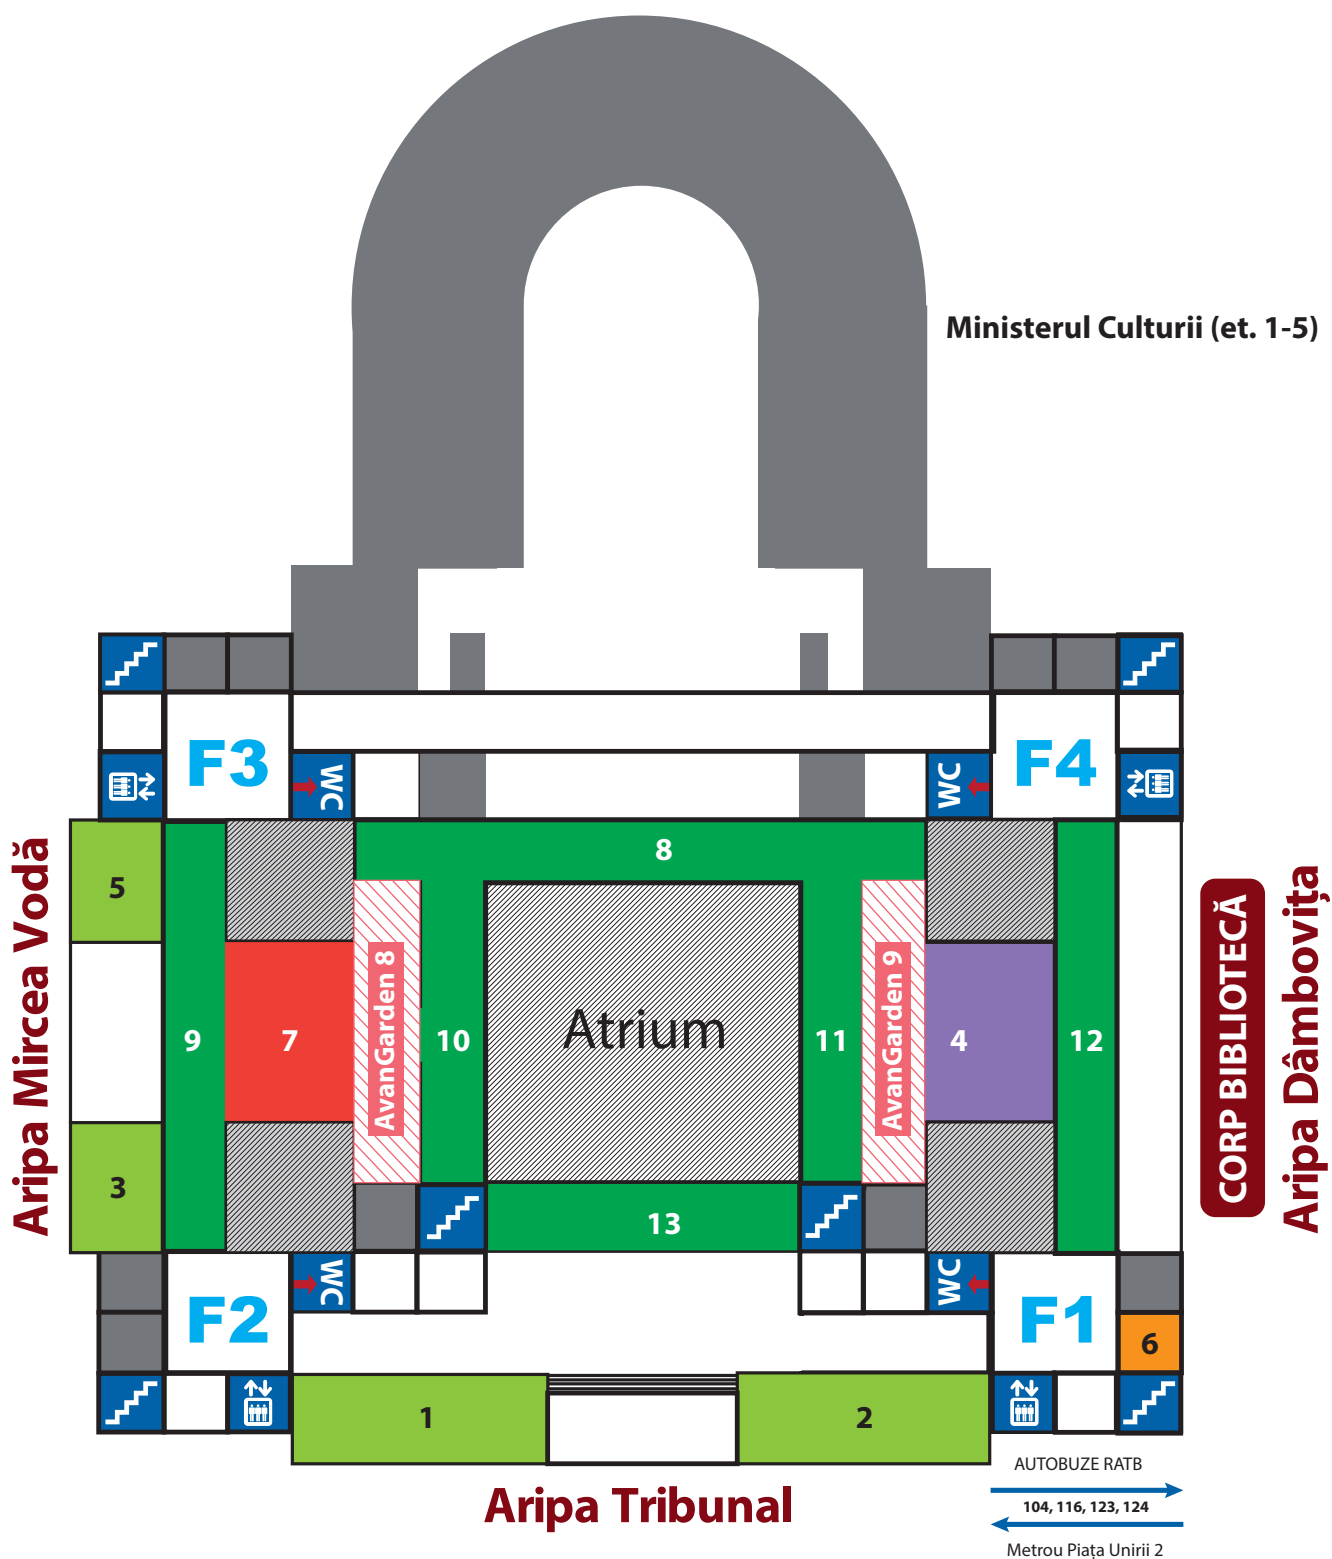 Ministerul Culturii (et. 1-5)
F3
WC
WC
F4
Aripa Mircea Vodă
5
8
9
7
AvanGarden 8
10
Atrium
11
AvanGarden 9
4
12
CORP BIBLIOTECĂ
Aripa Dâmbovița
3
13
F2
WC
WC
F1
6
1
2
Aripa Tribunal
AUTOBUZE RATB
104, 116, 123, 124
Metrou Piața Unirii 2